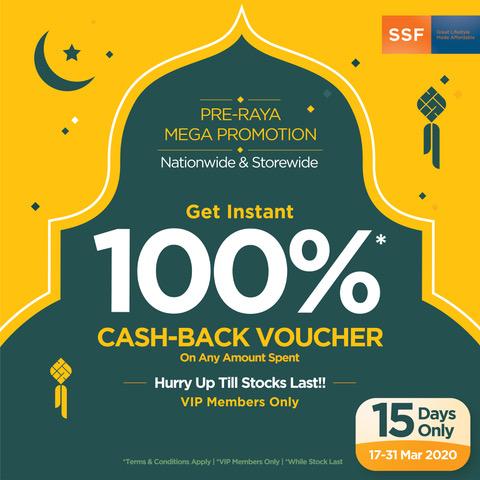 SSF
Great Lifestyle
Made Affordable
PRE-RAYA
MEGA PROMOTION
Nationwide & Storewide
Get Instant
100%*
CASH-BACK VOUCHER
On Any Amount Spent
Hurry Up Till Stocks Last!!
VIP Members Only
15 Days Only
17-31 Mar 2020
*Terms & Conditions Apply | *VIP Members Only | *While Stock Last